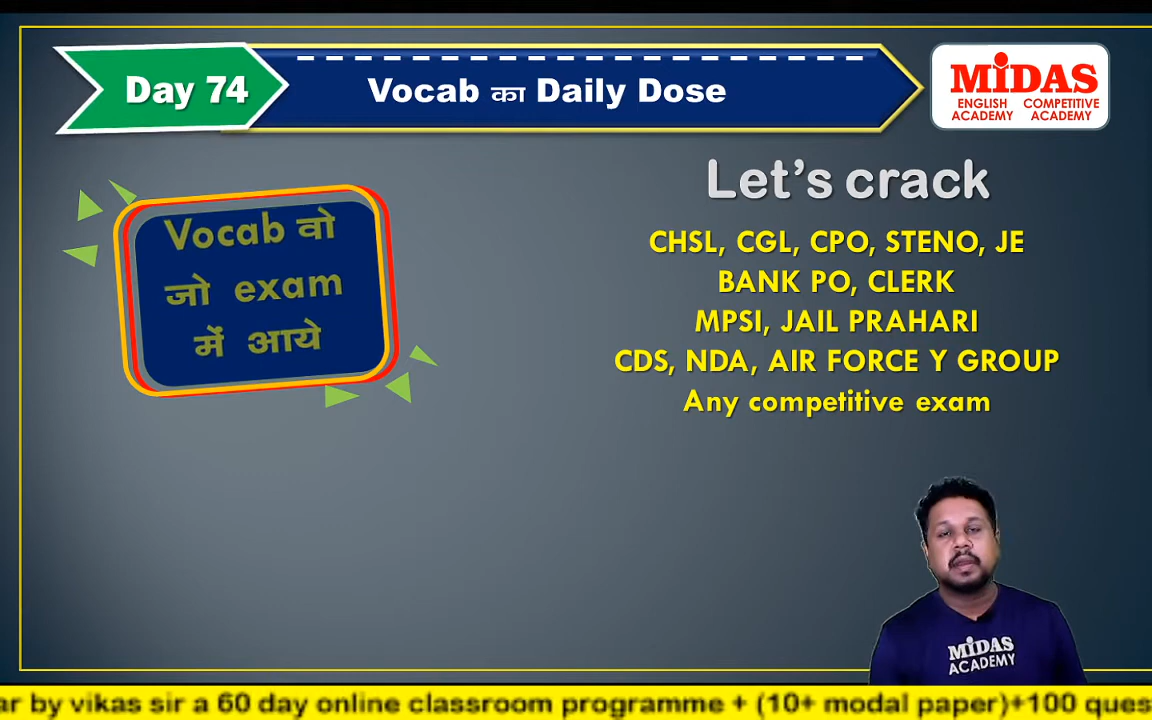 Day 74
Vocab का Daily Dose
MiDAS
ENGLISH COMPETITIVE
ACADEMY ACADEMY
Vocab वो
जो exam
में आये
Let's crack
CHSL, CGL, CPO, STENO, JE
BANK PO, CLERK
MPSI, JAIL PRAHARI
CDS, NDA, AIR FORCE Y GROUP
Any competitive exam
MiDAS
ACADEMY
ar by vikas sir a 60 day online classroom programme + (10+ modal paper)+100 ques